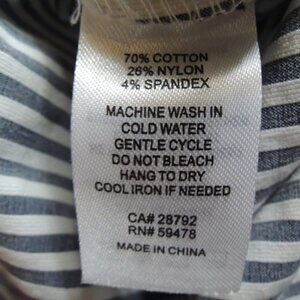 70% COTTON
26% NYLON
4% SPANDEX
MACHINE WASH IN
COLD WATER
GENTLE CYCLE
DO NOT BLEACH
HANG TO DRY
COOL IRON IF NEEDED
CA# 28792
RN# 59478
MADE IN CHINA